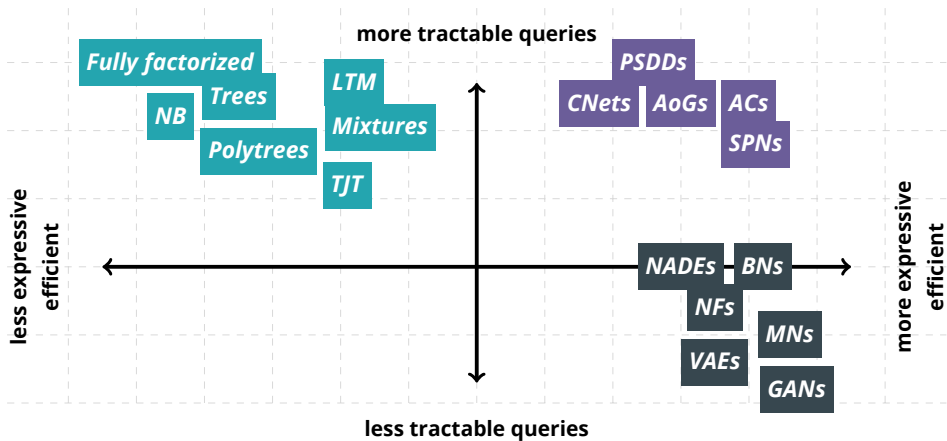 more tractable queries
Fully factorized
Trees
NB
Polytrees
LTM
Mixtures
TJT
PSDDs
CNets
AoGs
ACs
SPNs
less expressive
efficient
more expressive
efficient
NADEs
BNs
NFs
MNs
VAEs
GANs
less tractable queries